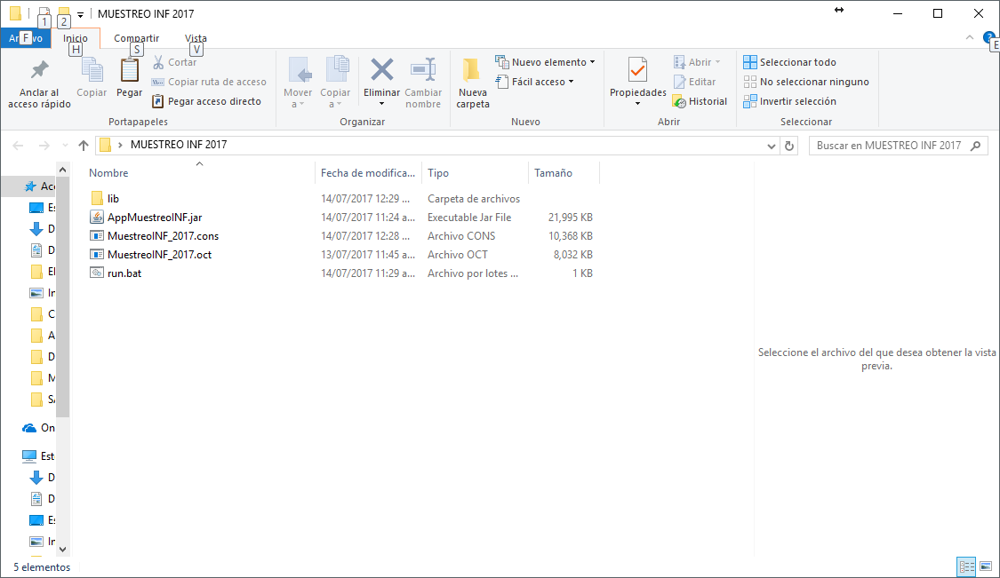 MUESTREO INF 2017
1
2
Archivo
F
Inicio
H
Compartir
S
Vista
V
?
E
Anclar al
acceso rápido
Copiar
Pegar
Cortar
Copiar ruta de acceso
Pegar acceso directo
Portapapeles
Mover
a
Copiar
a
Eliminar
Cambiar
nombre
Organizar
Nueva
carpeta
Nuevo elemento
Fácil acceso
Nuevo
Propiedades
Abrir
Editar
Historial
Abrir
Seleccionar todo
No seleccionar ninguno
Invertir selección
Seleccionar
MUESTREO INF 2017
Buscar en MUESTREO INF 2017
Nombre Fecha de modifica... Tipo Tamaño
lib 14/07/2017 12:29 ... Carpeta de archivos
AppMuestreoINF.jar 14/07/2017 11:24 a... Executable Jar File 21,995 KB
MuestreoINF_2017.cons 14/07/2017 12:28 ... Archivo CONS 10,368 KB
MuestreoINF_2017.oct 13/07/2017 11:45 a... Archivo OCT 8,032 KB
run.bat 14/07/2017 11:29 a... Archivo por lotes ... 1 KB
Acc
Es
D
D
El
In
C
A
D
M
SA
On
Est
D
D
Es
In
Seleccione el archivo del que desea obtener la vista
previa.
5 elementos